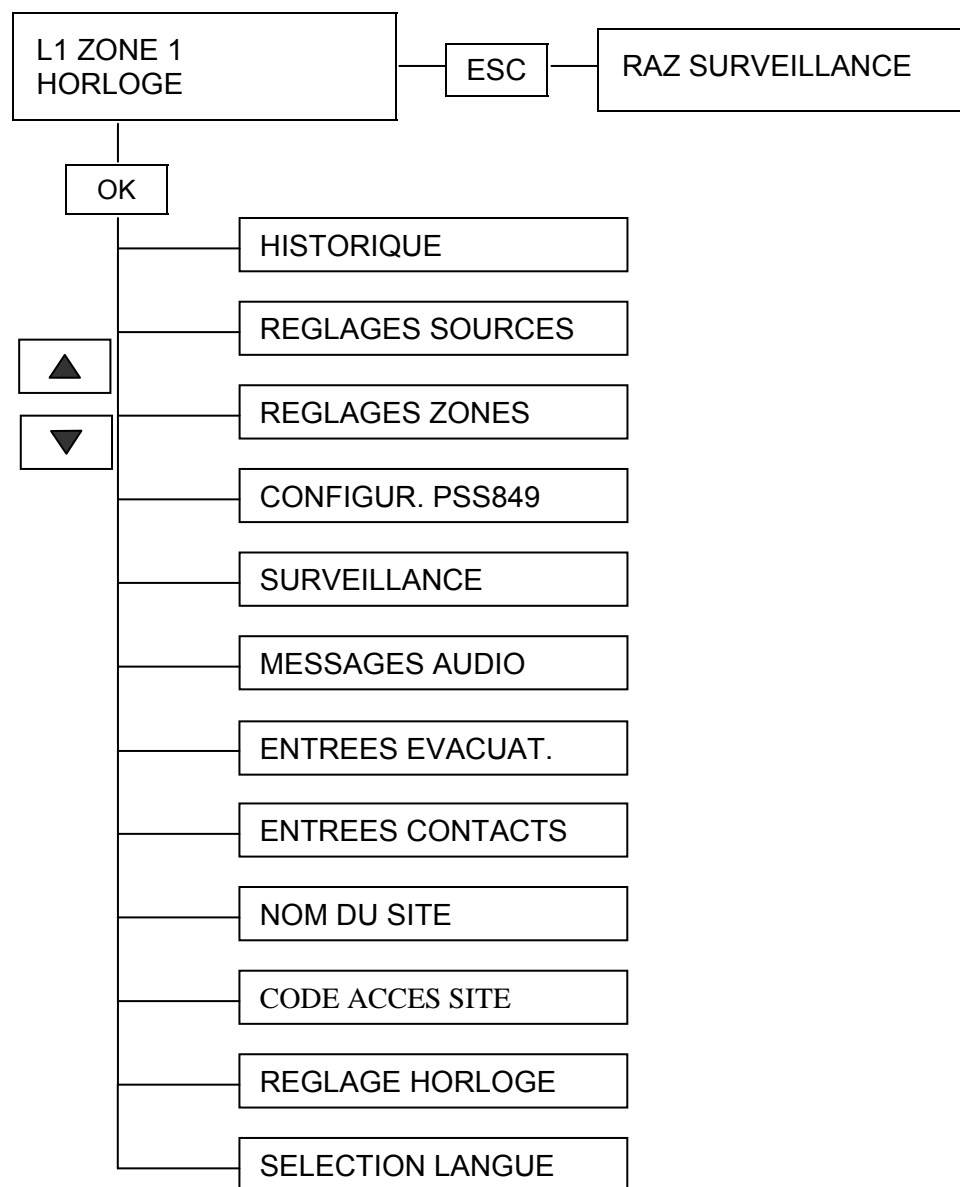 L1 ZONE 1
HORLOGE
ESC
RAZ SURVEILLANCE
OK
HISTORIQUE
REGLAGES SOURCES
REGLAGES ZONES
CONFIGUR. PSS849
SURVEILLANCE
MESSAGES AUDIO
ENTREES EVACUAT.
ENTREES CONTACTS
NOM DU SITE
CODE ACCES SITE
REGLAGE HORLOGE
SELECTION LANGUE